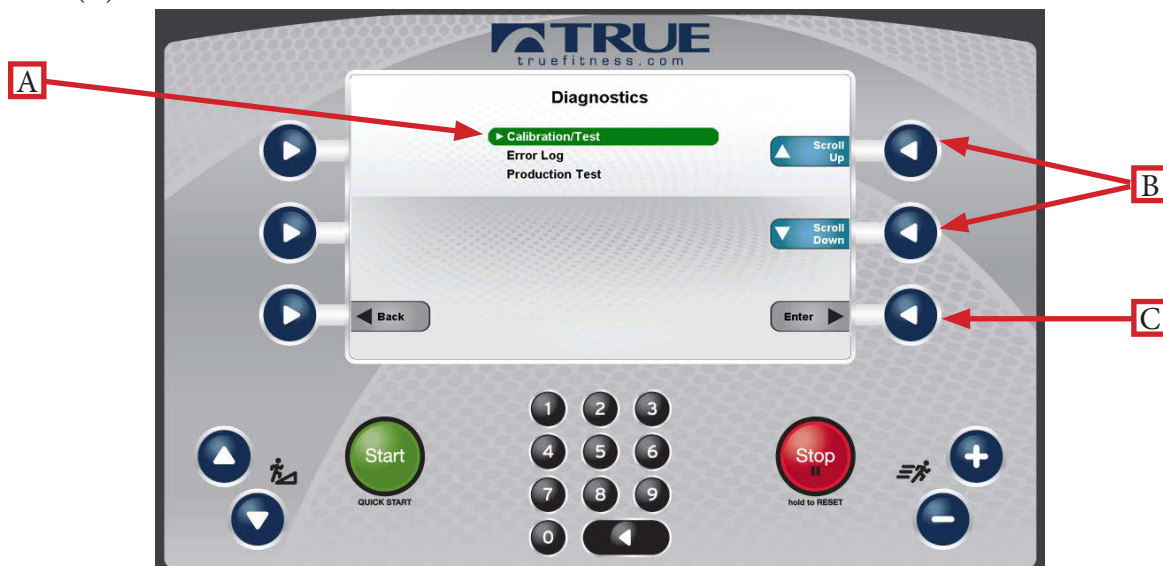 TRUE
truefitness.com
A
Diagnostics
Calibration/Test
Error Log
Production Test
Scroll
Up
B
Scroll
Down
Back
Enter
C
1 2 3
4 5 6
7 8 9
0
Start
QUICK START
Stop
hold to RESET